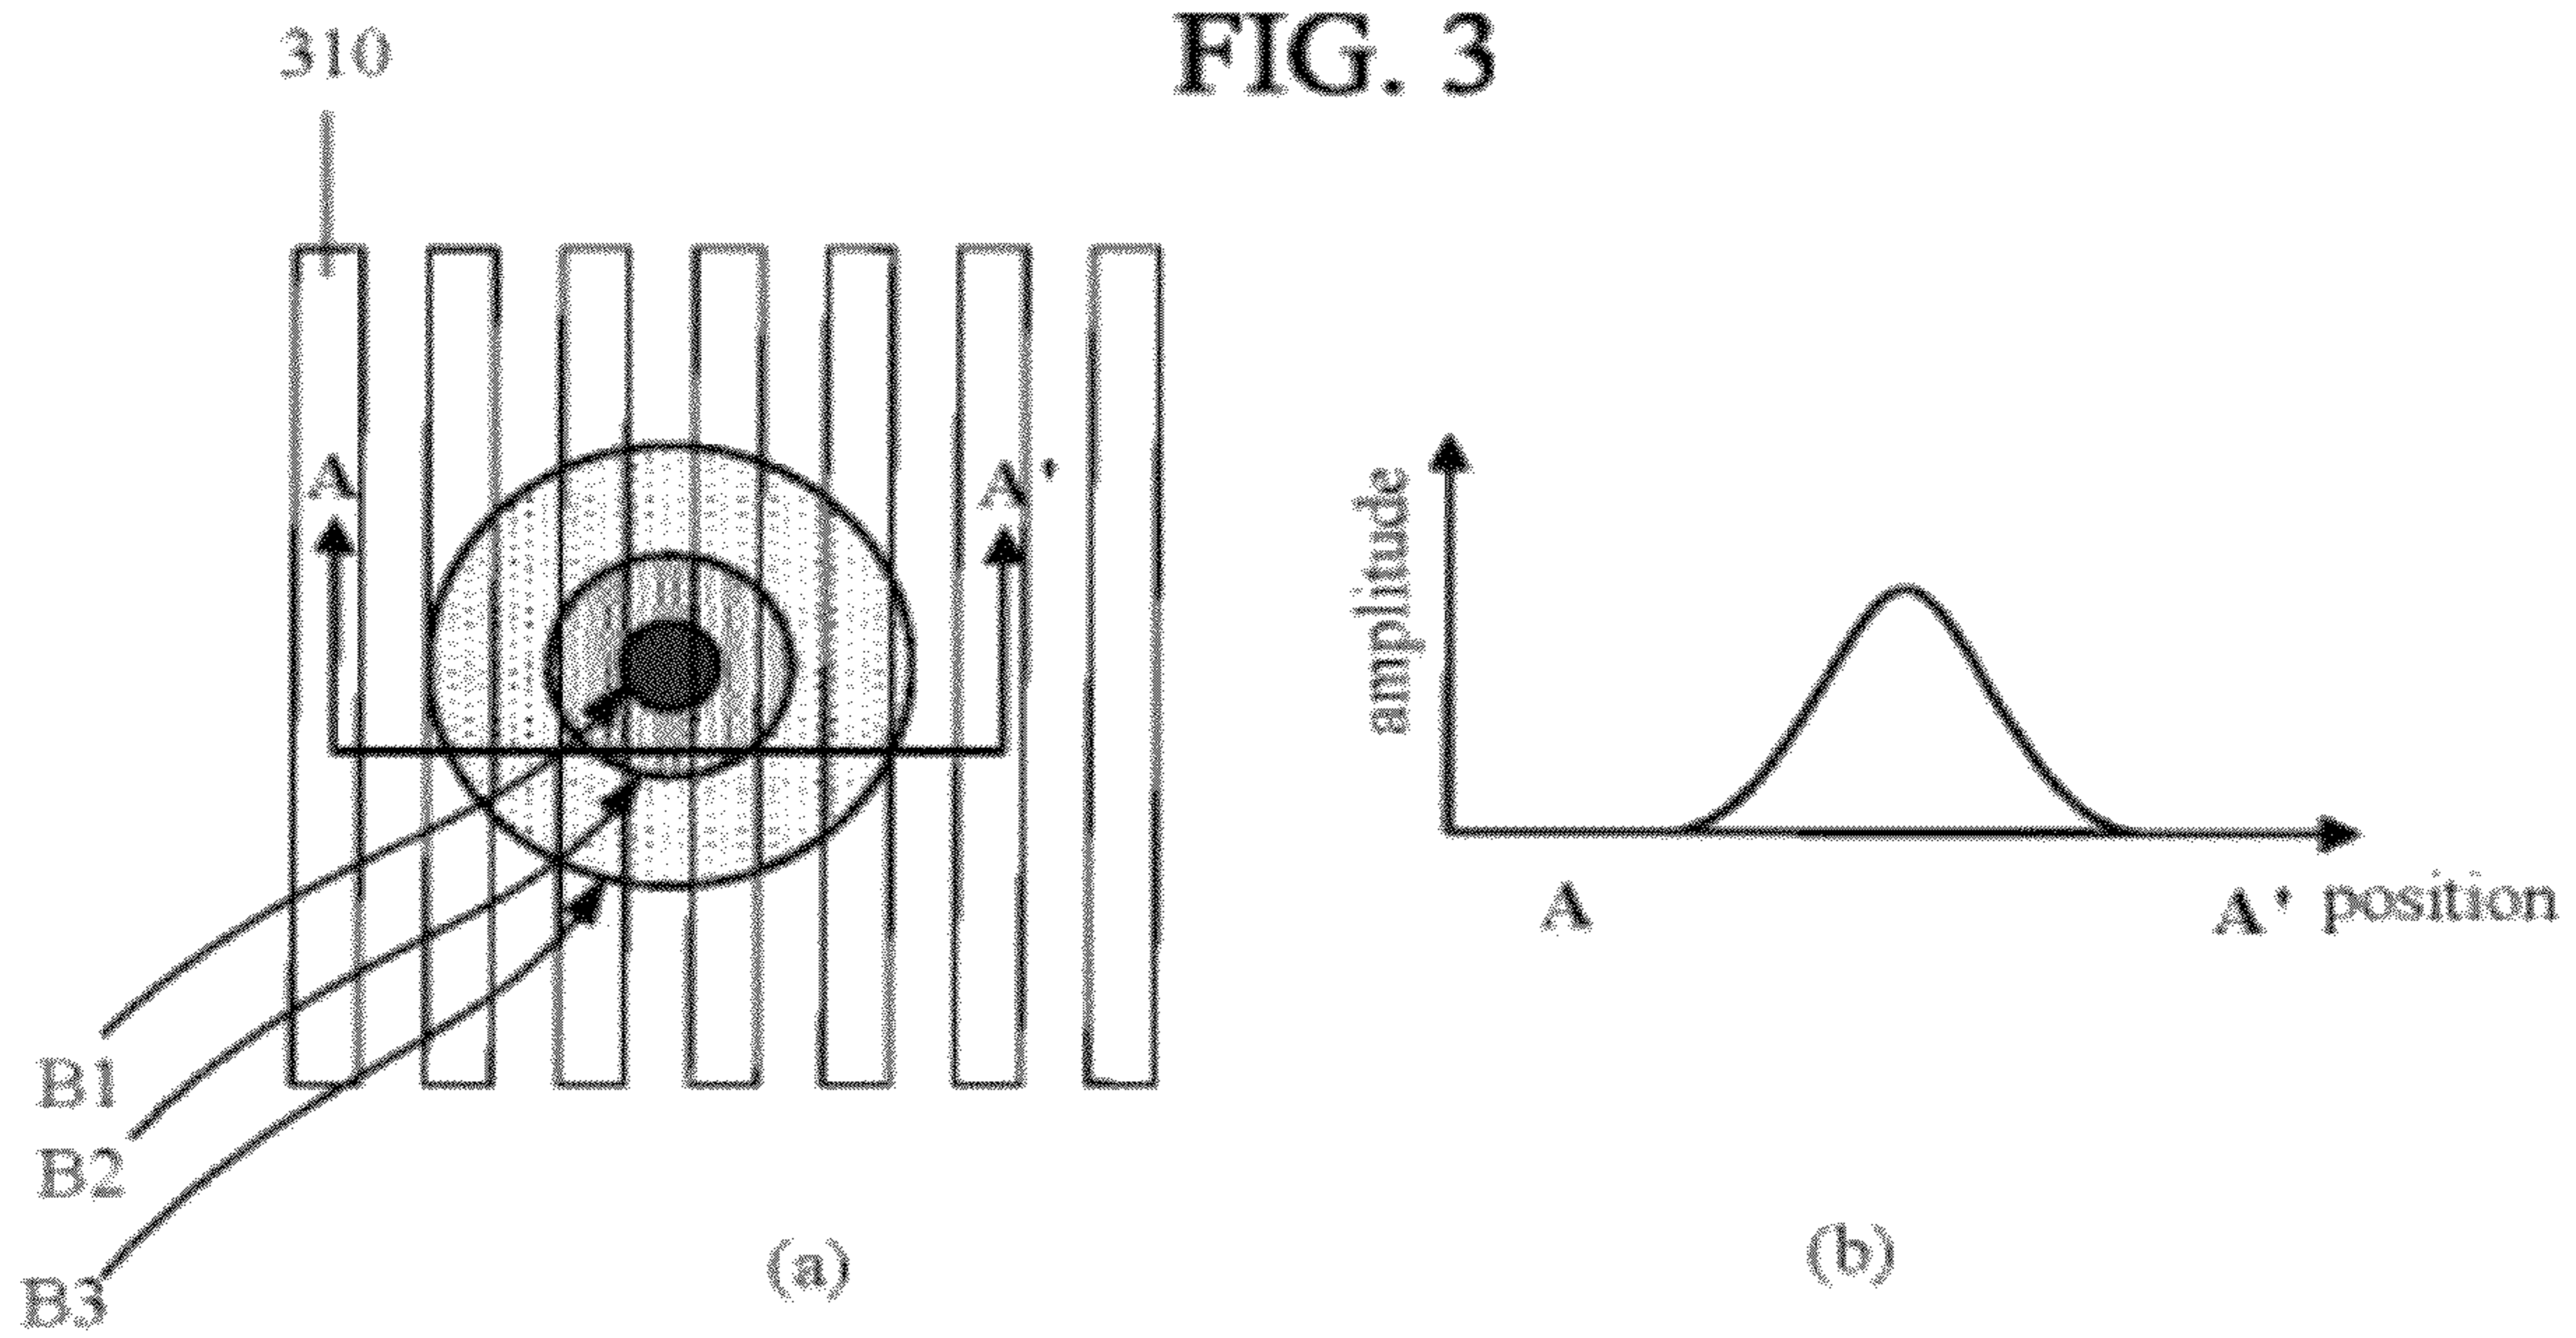 FIG. 3
310
A
A'
B1
B2
B3
(a)
amplitude
A
A' position
(b)